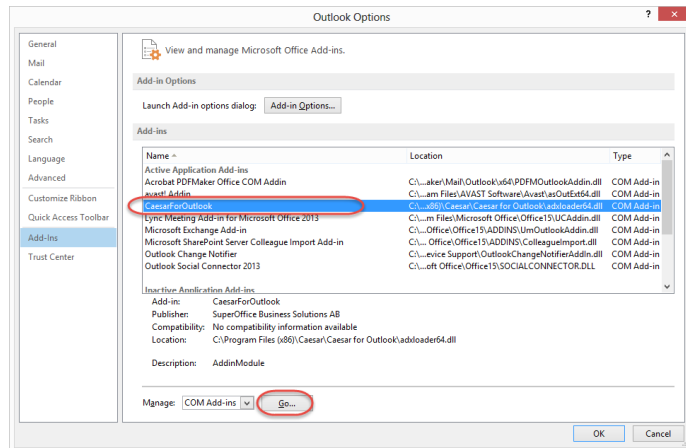 Outlook Options
?
General
Mail
Calendar
People
Tasks
Search
Language
Advanced
Customize Ribbon
Quick Access Toolbar
Add-Ins
Trust Center
View and manage Microsoft Office Add-ins.
Add-in Options
Launch Add-in options dialog: Add-in Options...
Add-ins
Name Location Type
Active Application Add-ins
Acrobat PDFMaker Office COM Addin C:\...aker\Mail\Outlook\x64\PDFMOutlookAddin.dll COM Add-in
avast! Addin C:\...am Files\AVAST Software\Avast\asOutExt64.dll COM Add-in
CaesarForOutlook C:\...x86)\Caesar\Caesar for Outlook\adxloader64.dll COM Add-in
Lync Meeting Add-in for Microsoft Office 2013 C:\...m Files\Microsoft Office\Office15\UCAddin.dll COM Add-in
Microsoft Exchange Add-in C:\...Office\Office15\ADDINS\UmOutlookAddin.dll COM Add-in
Microsoft SharePoint Server Colleague Import Add-in C:\... Office\Office15\ADDINS\ColleagueImport.dll COM Add-in
Outlook Change Notifier C:\...evice Support\OutlookChangeNotifierAddIn.dll COM Add-in
Outlook Social Connector 2013 C:\...oft Office\Office15\SOCIALCONNECTOR.DLL COM Add-in
Inactive Application Add-ins
Add-in: CaesarForOutlook
Publisher: SuperOffice Business Solutions AB
Compatibility: No compatibility information available
Location: C:\Program Files (x86)\Caesar\Caesar for Outlook\adxloader64.dll
Description: AddinModule
Manage: COM Add-ins Go...
OK Cancel